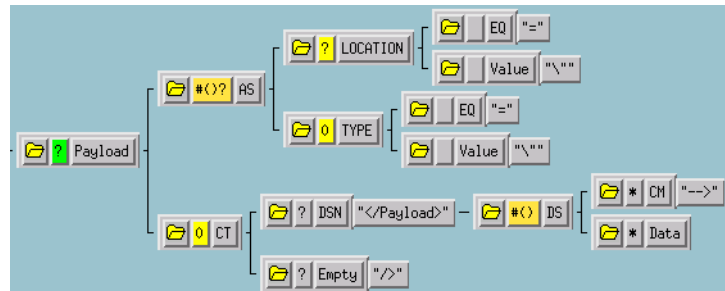 EQ "="
? LOCATION
Value "\""
#()? AS
EQ "="
0 TYPE
Value "\""
? Payload
* CM "-->"
? DSN "</Payload>" #() DS
0 CT
* Data
? Empty "/>"